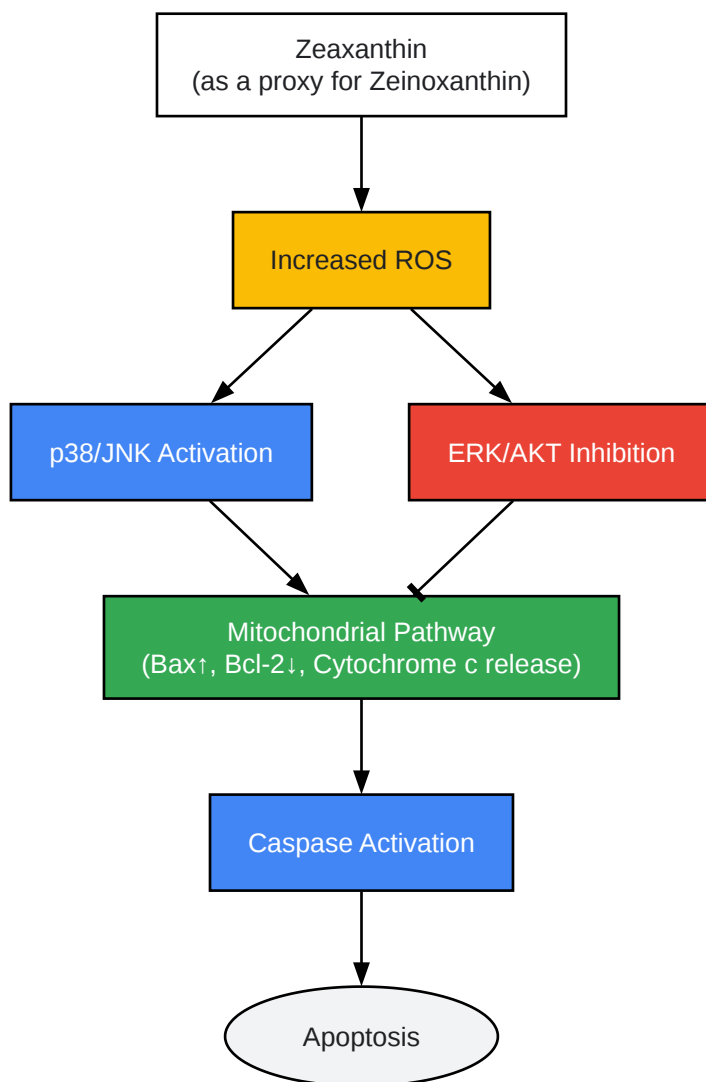 Zeaxanthin
(as a proxy for Zeinoxanthin)
Increased ROS
p38/JNK Activation
ERK/AKT Inhibition
Mitochondrial Pathway
(Bax↑, Bcl-2↓, Cytochrome c release)
Caspase Activation
Apoptosis